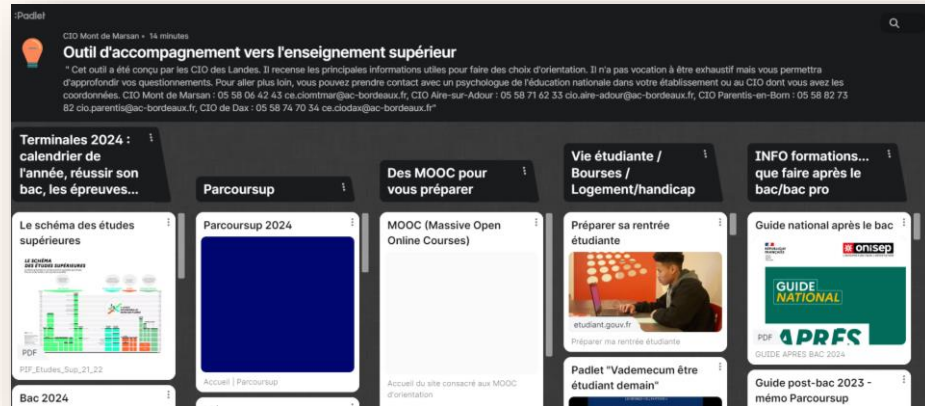 :Padlet
CIO Mont de Marsan • 14 minutes
Outil d'accompagnement vers l'enseignement supérieur
" Cet outil a été conçu par les CIO des Landes. Il recense les principales informations utiles pour faire des choix d'orientation. Il n'a pas vocation à être exhaustif mais vous permettra
d'approfondir vos questionnements. Pour aller plus loin, vous pouvez prendre contact avec un psychologue de l'éducation nationale dans votre établissement ou au CIO dont vous avez les
coordonnées. CIO Mont de Marsan : 05 58 06 42 43 ce.ciomtmar@ac-bordeaux.fr, CIO Aire-sur-Adour : 05 58 71 62 33 cio.aire-adour@ac-bordeaux.fr, CIO Parentis-en-Born : 05 58 82 73
82 cio.parentis@ac-bordeaux.fr, CIO de Dax : 05 58 74 70 34 ce.ciodax@ac-bordeaux.fr"
Terminales 2024 :
calendrier de
l'année, réussir son
bac, les épreuves...
Le schéma des études
supérieures
LE SCHÉMA
DES ÉTUDES SUPÉRIEURES
PDF
PIF_Etudes_Sup_21_22
Bac 2024
Parcoursup
Parcoursup 2024
Accueil | Parcoursup
Des MOOC pour
vous préparer
MOOC (Massive Open
Online Courses)
Accueil du site consacré aux MOOC
d'orientation
Vie étudiante /
Bourses /
Logement/handicap
Préparer sa rentrée
étudiante
etudiant.gouv.fr
Préparer ma rentrée étudiante
Padlet "Vademecum être
étudiant demain"
INFO formations...
que faire après le
bac/bac pro
Guide national après le bac
onisep
GUIDE
NATIONAL
APRES
PDF
GUIDE APRES BAC 2024
Guide post-bac 2023 -
mémo Parcoursup